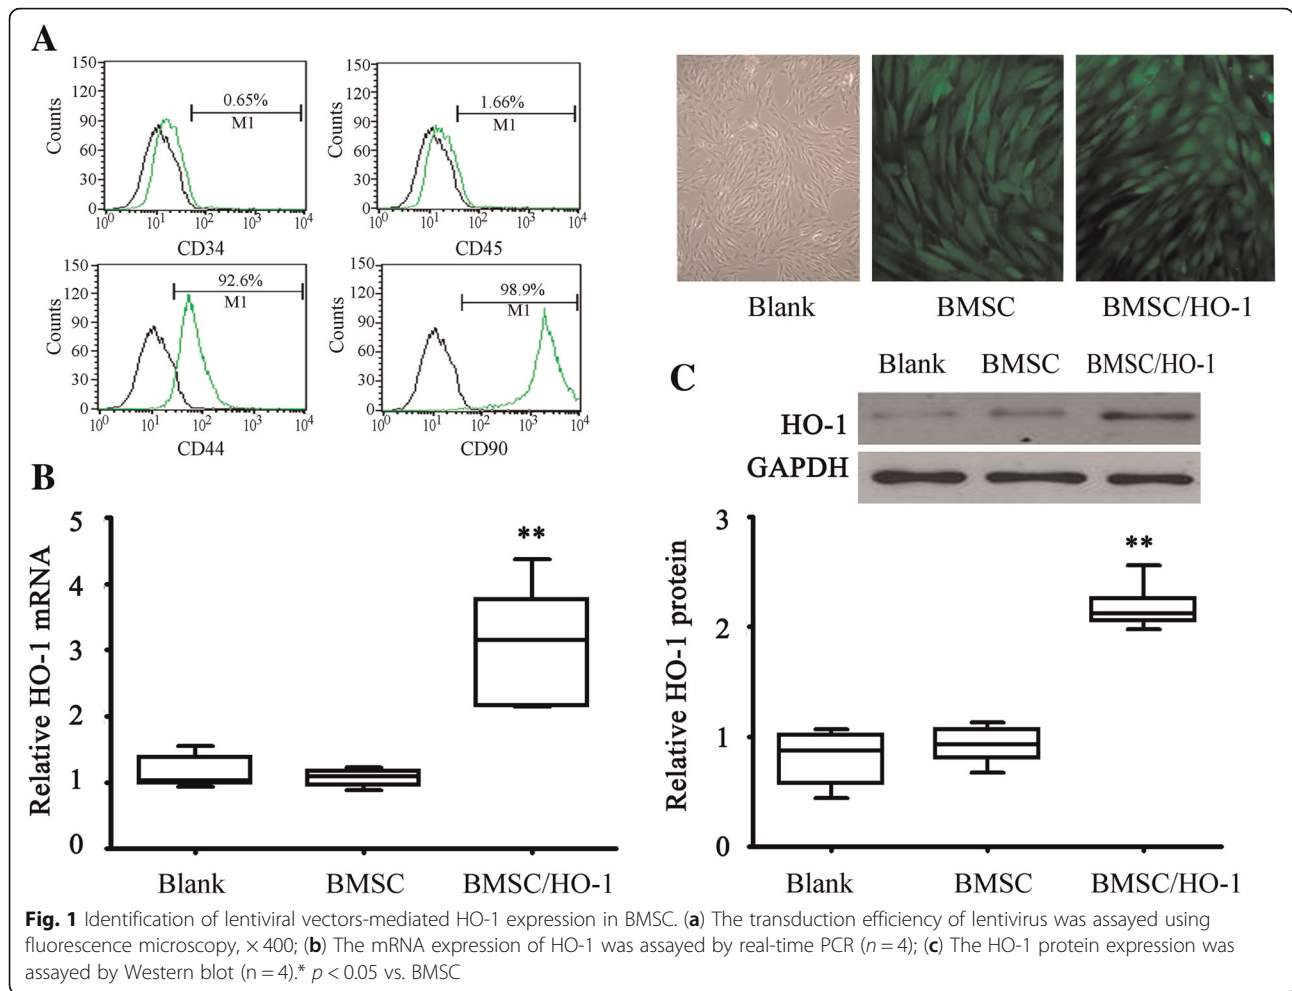 A
150
120
90
60
30
0
Counts
0.65%
M1
10^0 10^1 10^2 10^3 10^4
CD34
150
120
90
60
30
0
Counts
1.66%
M1
10^0 10^1 10^2 10^3 10^4
CD45
150
120
90
60
30
0
Counts
92.6%
M1
10^0 10^1 10^2 10^3 10^4
CD44
150
120
90
60
30
0
Counts
98.9%
M1
10^0 10^1 10^2 10^3 10^4
CD90
Blank BMSC BMSC/HO-1
B
Relative HO-1 mRNA
5
4
3
2
1
0
**
Blank BMSC BMSC/HO-1
C
Blank BMSC BMSC/HO-1
HO-1
GAPDH
Relative HO-1 protein
3
2
1
0
**
Blank BMSC BMSC/HO-1
Fig. 1 Identification of lentiviral vectors-mediated HO-1 expression in BMSC. (a) The transduction efficiency of lentivirus was assayed using
fluorescence microscopy, × 400; (b) The mRNA expression of HO-1 was assayed by real-time PCR (n = 4); (c) The HO-1 protein expression was
assayed by Western blot (n = 4).* p < 0.05 vs. BMSC